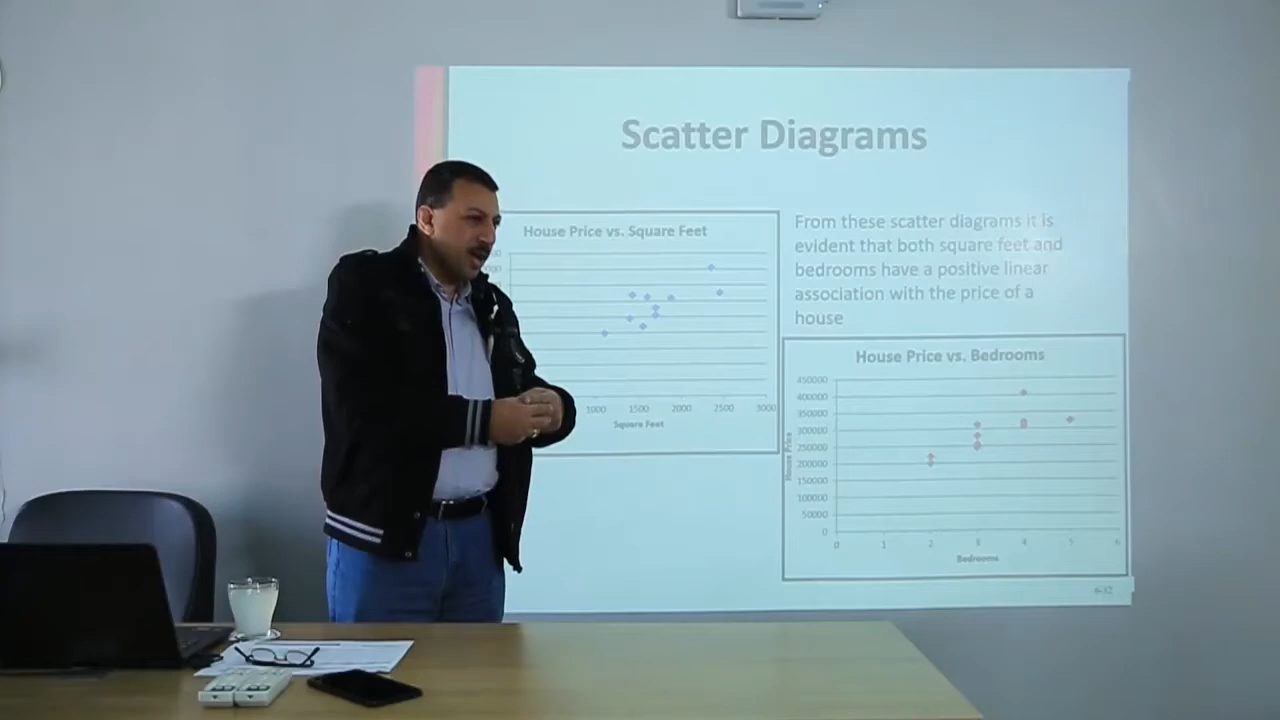 Scatter Diagrams
House Price vs. Square Feet
1000 1500 2000 2500 3000
Square Feet
From these scatter diagrams it is
evident that both square feet and
bedrooms have a positive linear
association with the price of a
house
House Price vs. Bedrooms
450000
400000
350000
300000
250000
200000
150000
100000
50000
0
0 1 2 3 4 5 6
House Price
Bedrooms
6-32